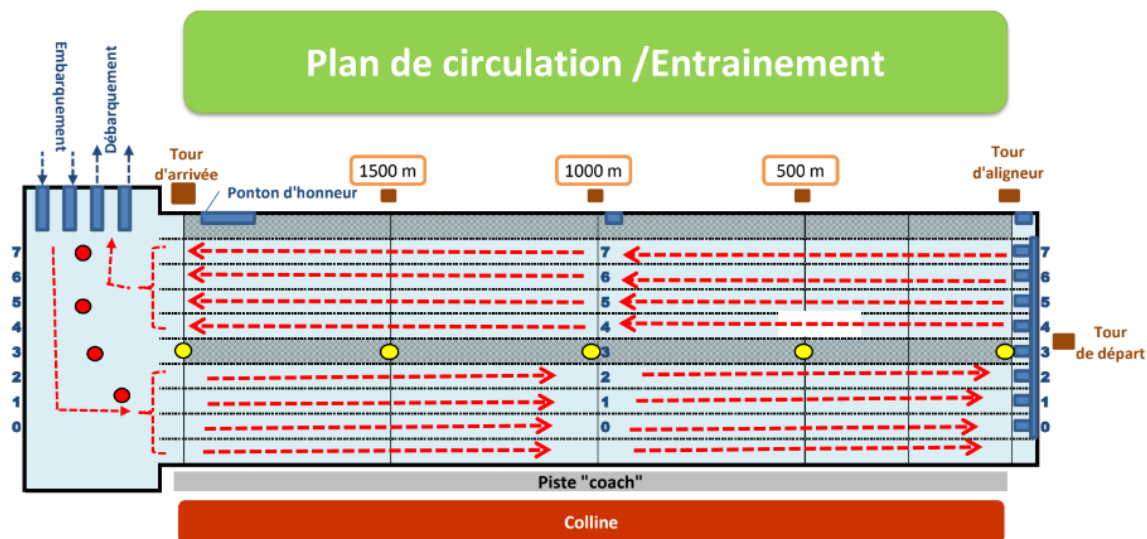 Plan de circulation /Entrainement
Embarquement
Débarquement
Tour
d'arrivée
1500 m
1000 m
500 m
Tour
d'aligneur
Ponton d'honneur
7
7
7
6
6
6
5
5
5
4
4
4
3
3
3
Tour
de départ
2
2
2
1
1
1
0
0
0
Piste "coach"
Colline